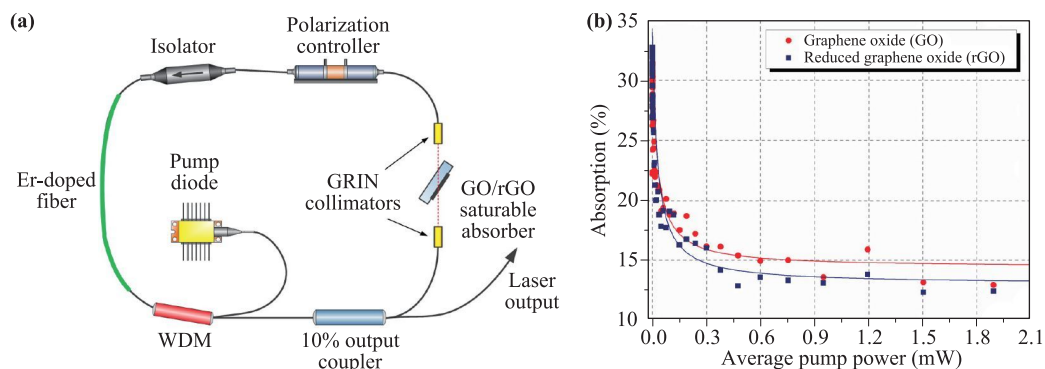 (a)
Isolator
Polarization
controller
Er-doped
fiber
Pump
diode
GRIN
collimators
GO/rGO
saturable
absorber
Laser
output
WDM
10% output
coupler
(b)
Graphene oxide (GO)
Reduced graphene oxide (rGO)
Absorption (%)
35
30
25
20
15
10
0.0 0.3 0.6 0.9 1.2 1.5 1.8 2.1
Average pump power (mW)